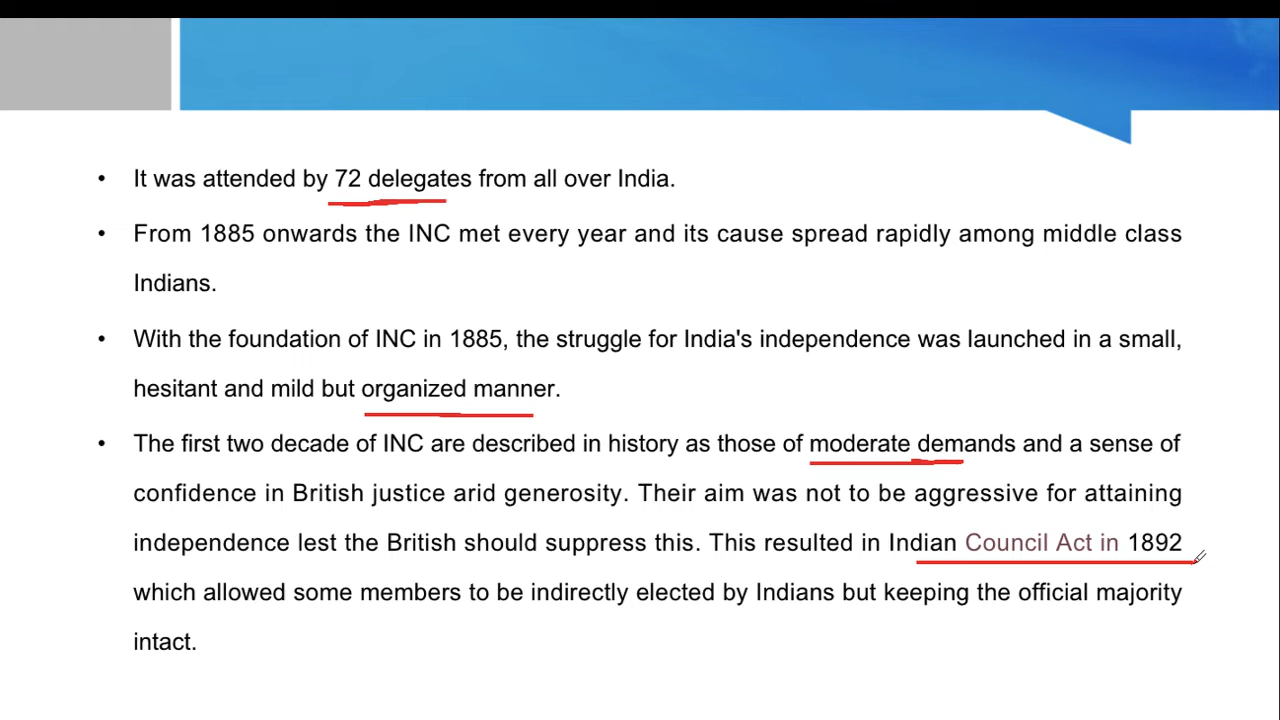 • It was attended by 72 delegates from all over India.
• From 1885 onwards the INC met every year and its cause spread rapidly among middle class
Indians.
• With the foundation of INC in 1885, the struggle for India's independence was launched in a small,
hesitant and mild but organized manner.
• The first two decade of INC are described in history as those of moderate demands and a sense of
confidence in British justice arid generosity. Their aim was not to be aggressive for attaining
independence lest the British should suppress this. This resulted in Indian Council Act in 1892
which allowed some members to be indirectly elected by Indians but keeping the official majority
intact.